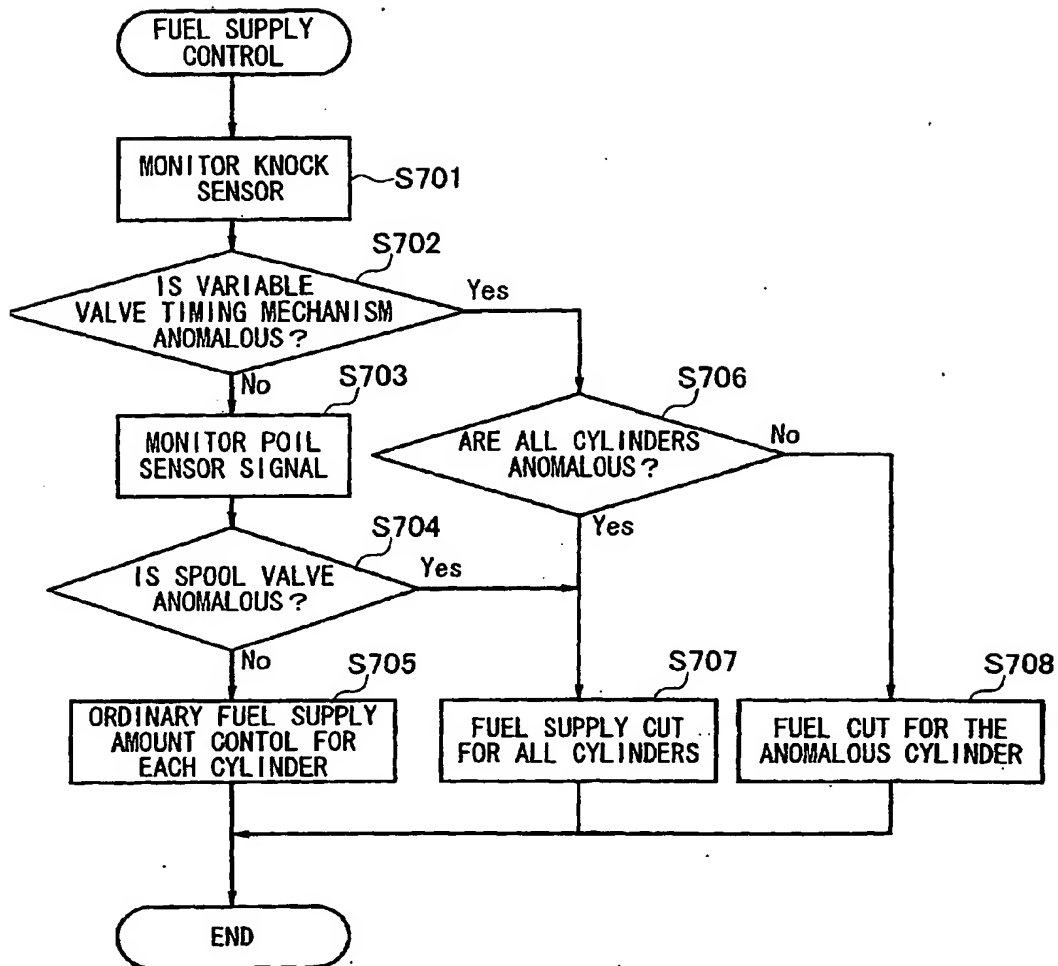 FUEL SUPPLY
CONTROL
MONITOR KNOCK
SENSOR
S701
S702
IS VARIABLE
VALVE TIMING MECHANISM
ANOMALOUS?
Yes
No
S703
MONITOR POIL
SENSOR SIGNAL
S706
ARE ALL CYLINDERS
ANOMALOUS?
No
Yes
S704
IS SPOOL VALVE
ANOMALOUS?
Yes
No
S705
ORDINARY FUEL SUPPLY
AMOUNT CONTOL FOR
EACH CYLINDER
S707
FUEL SUPPLY CUT
FOR ALL CYLINDERS
S708
FUEL CUT FOR THE
ANOMALOUS CYLINDER
END